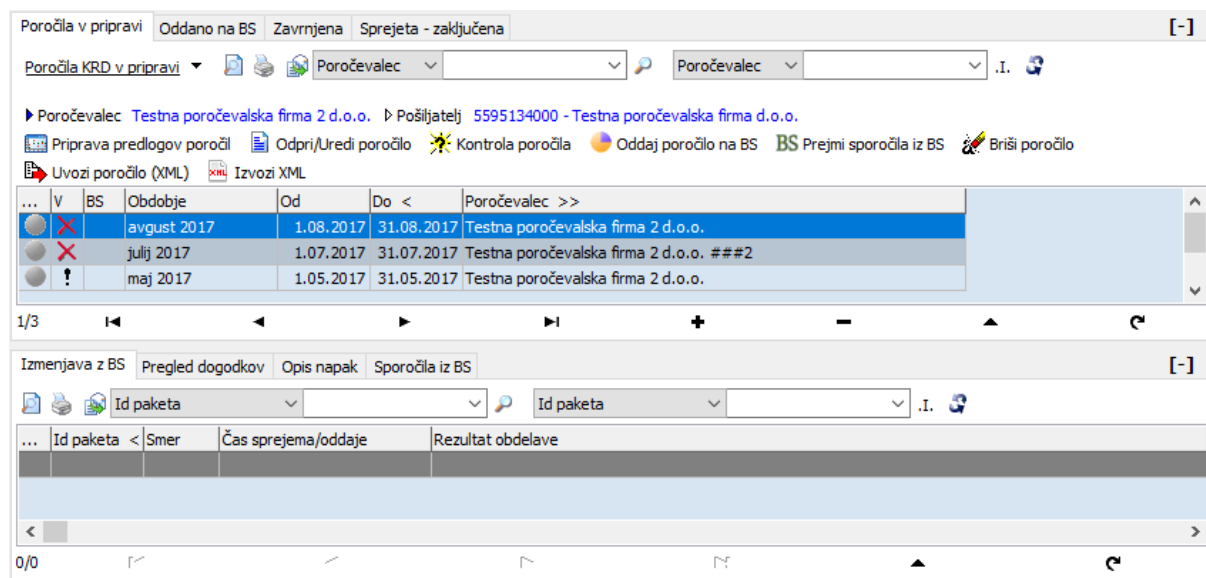 Poročila v pripravi Oddano na BS Zavrnjena Sprejeta - zaključena [-]
Poročila KRD v pripravi Poročevalec Poročevalec .I.
Poročevalec Testna poročevalska firma 2 d.o.o. Pošiljatelj 5595134000 - Testna poročevalska firma d.o.o.
Priprava predlogov poročil Odpri/Uredi poročilo Kontrola poročila Oddaj poročilo na BS BS Prejmi sporočila iz BS Briši poročilo
Uvozi poročilo (XML) XML Izvozi XML
... V BS Obdobje Od Do < Poročevalec >>
avgust 2017 1.08.2017 31.08.2017 Testna poročevalska firma 2 d.o.o.
julij 2017 1.07.2017 31.07.2017 Testna poročevalska firma 2 d.o.o. ###2
! maj 2017 1.05.2017 31.05.2017 Testna poročevalska firma 2 d.o.o.
1/3
Izmenjava z BS Pregled dogodkov Opis napak Sporočila iz BS [-]
Id paketa Id paketa .I.
... Id paketa < Smer Čas sprejema/oddaje Rezultat obdelave
0/0